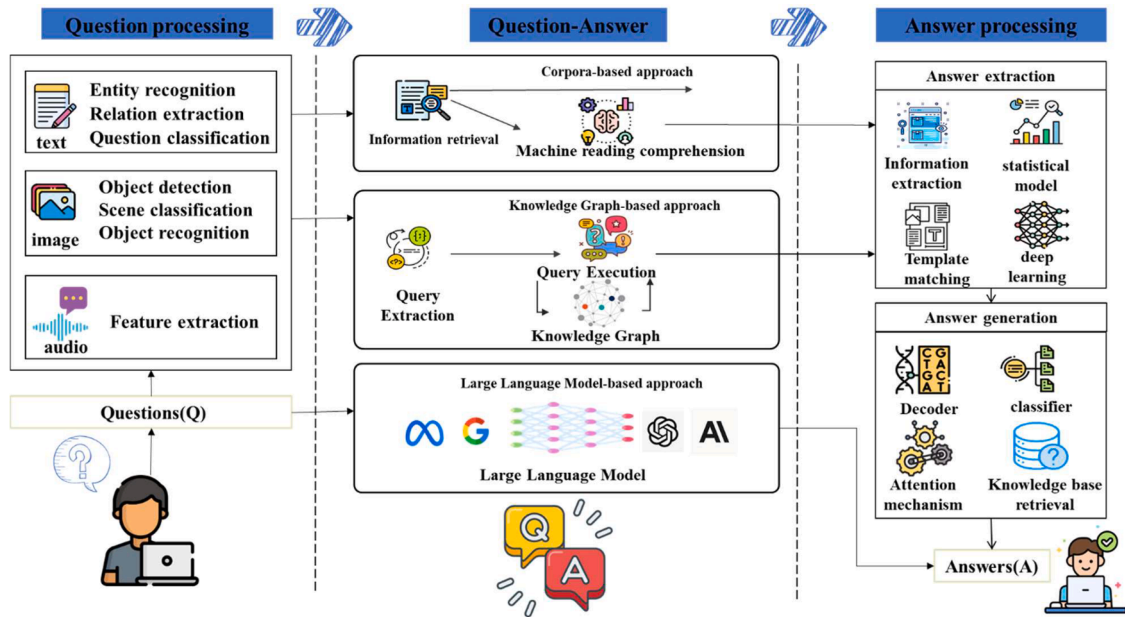 Question processing
Question-Answer
Answer processing
Entity recognition
Relation extraction
Question classification
text
Object detection
Scene classification
Object recognition
image
Feature extraction
audio
Questions(Q)
?
Corpora-based approach
T
Information retrieval
Machine reading comprehension
Knowledge Graph-based approach
{:}
<?>
?
Query Execution
Query
Extraction
Knowledge Graph
Large Language Model-based approach
G
A\
Large Language Model
Q
A
Answer extraction
Information
extraction
statistical
model
T
Template
matching
deep
learning
Answer generation
C G
T A
G C
A T
Decoder
classifier
?
Attention
mechanism
Knowledge base
retrieval
Answers(A)